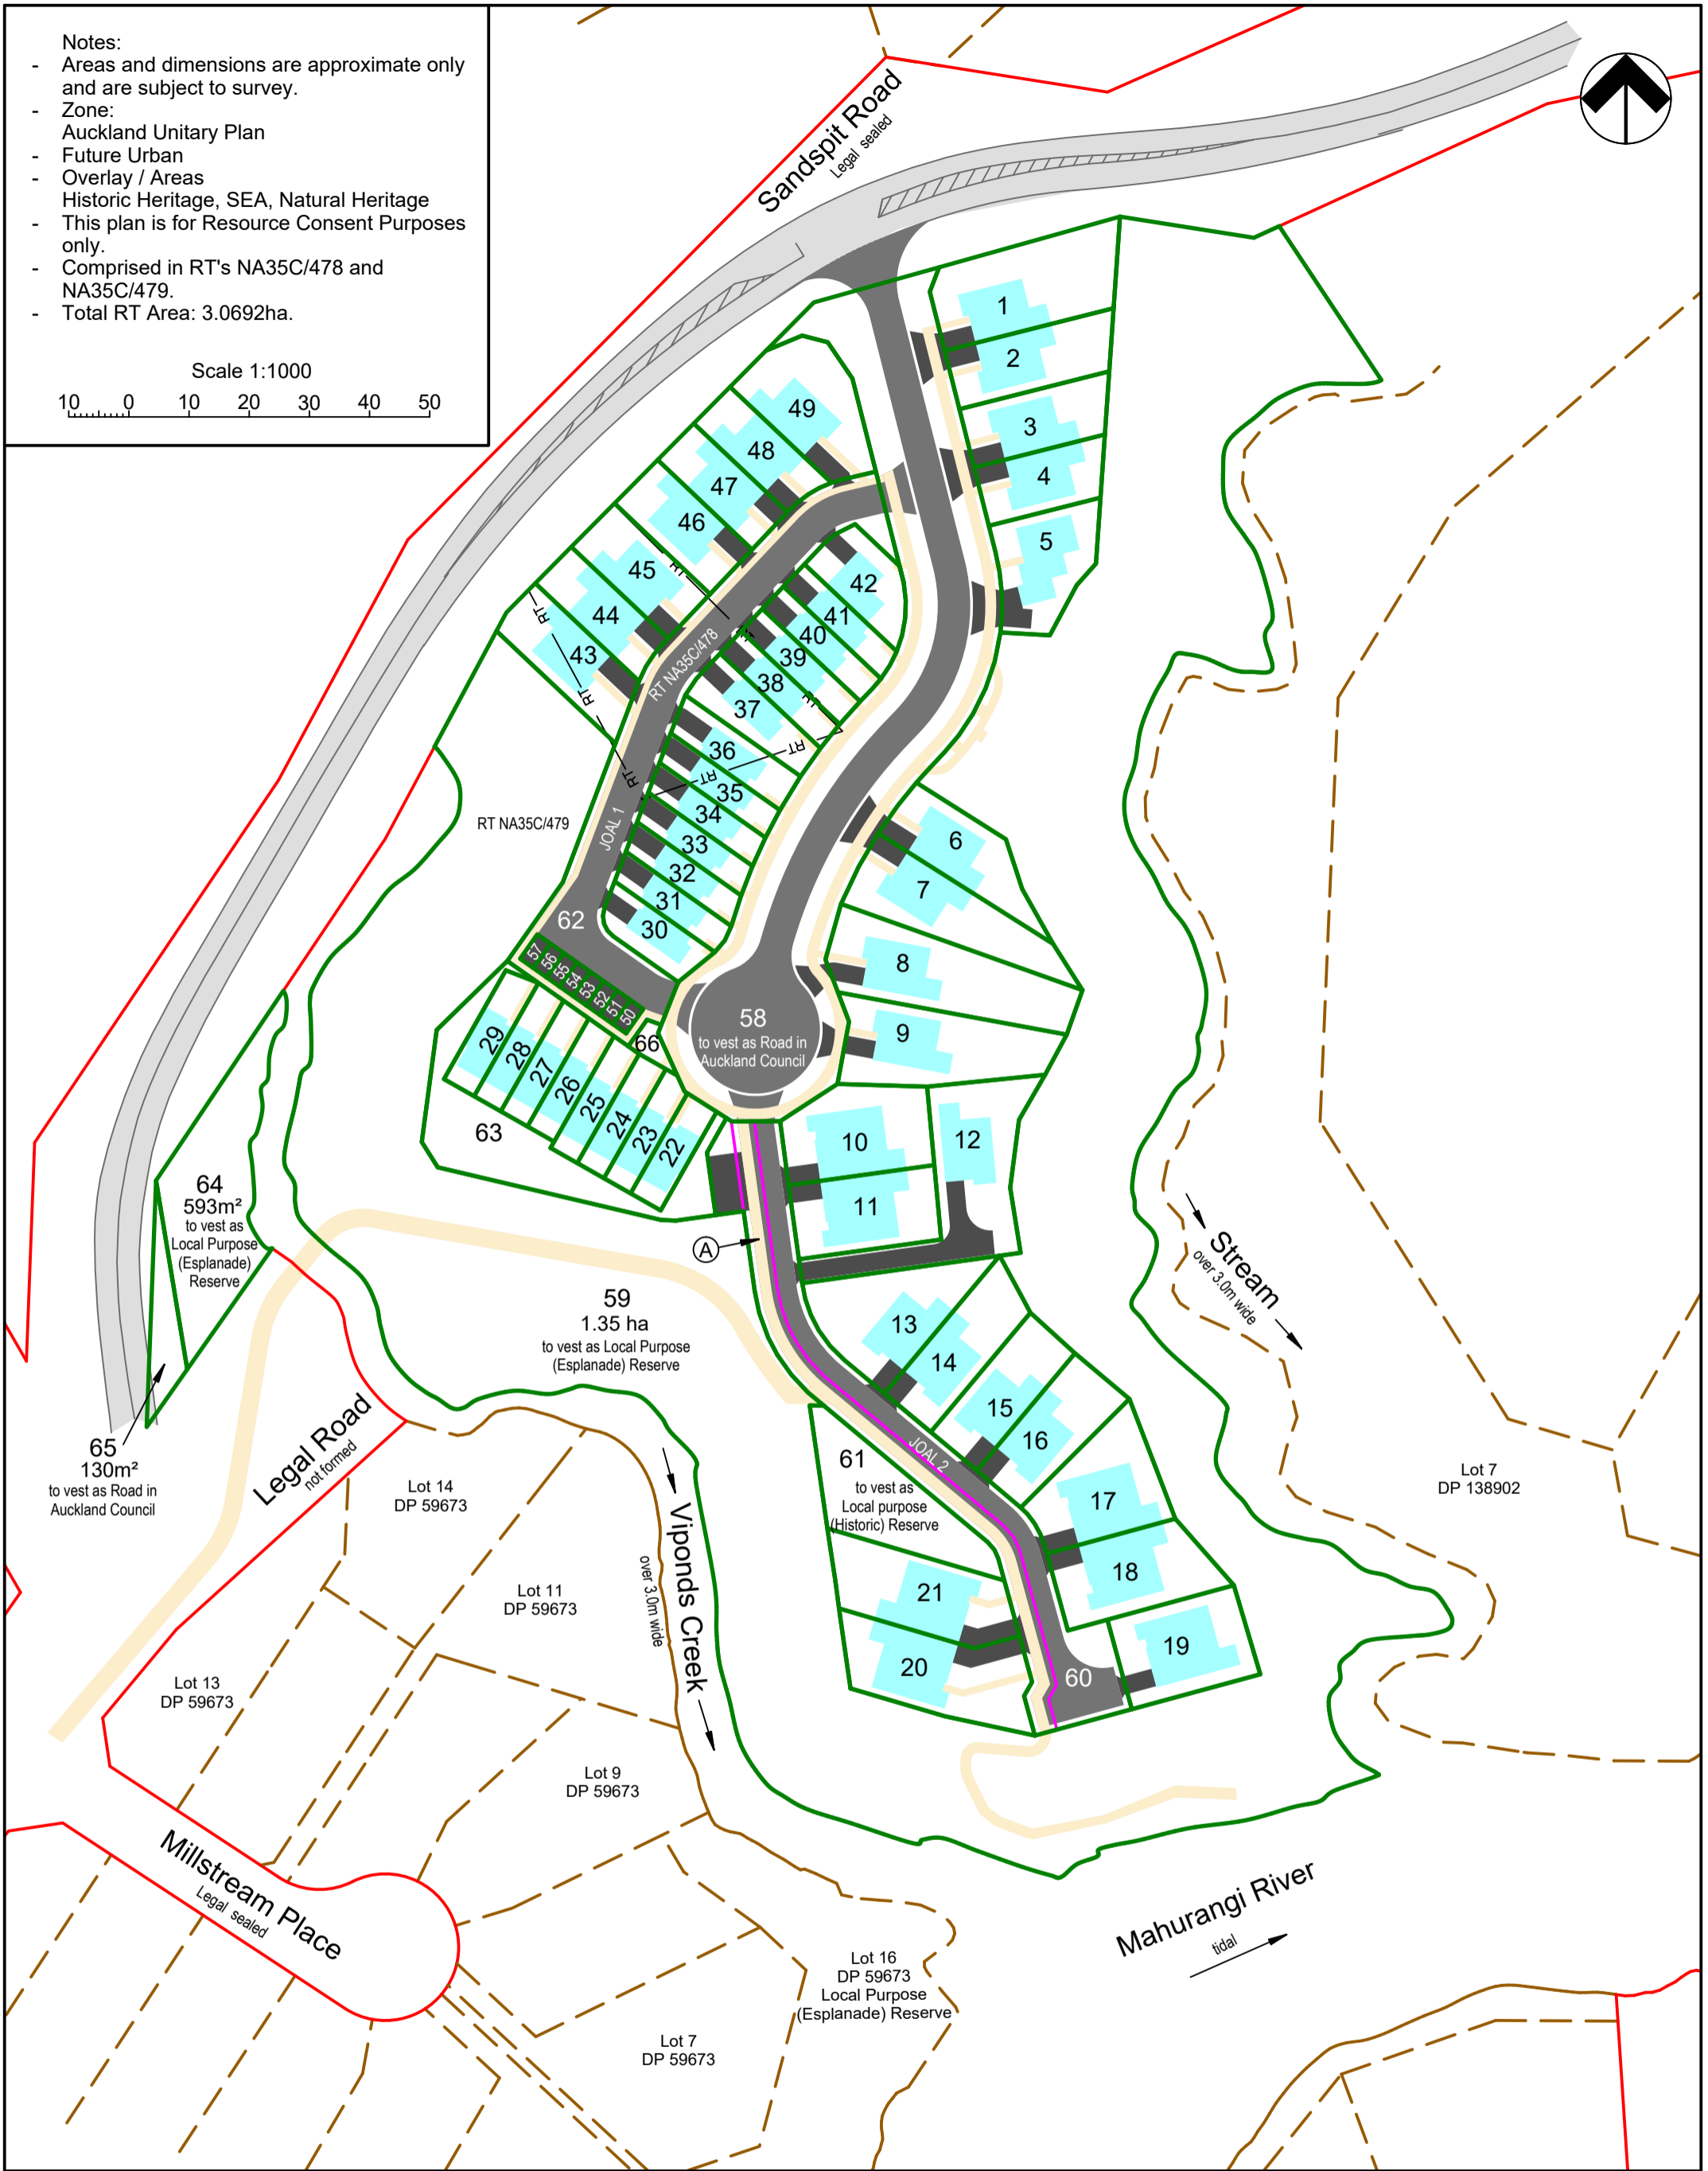 Notes:
- Areas and dimensions are approximate only
and are subject to survey.
- Zone:
Auckland Unitary Plan
- Future Urban
- Overlay / Areas
Historic Heritage, SEA, Natural Heritage
- This plan is for Resource Consent Purposes
only.
- Comprised in RT's NA35C/478 and
NA35C/479.
- Total RT Area: 3.0692ha.
Scale 1:1000
10 0 10 20 30 40 50
Sandspit Road
Legal sealed
1
2
3
4
5
49
48
47
46
45
44
43
42
41
40
39
38
37
36
35
34
33
32
31
30
RT
RT
RT
RT
RT
RT
RT
RT
RT
RT NA35C/478
JOAL 1
RT NA35C/479
62
57
56
55
54
53
52
51
50
6
7
8
9
58
to vest as Road in
Auckland Council
66
29
28
27
26
25
24
23
22
63
10
11
12
A
64
593m²
to vest as
Local Purpose
(Esplanade)
Reserve
59
1.35 ha
to vest as Local Purpose
(Esplanade) Reserve
Stream
over 3.0m wide
13
14
15
16
JOAL 2
17
18
19
65
130m²
to vest as Road in
Auckland Council
Legal Road
not formed
61
to vest as
Local purpose
(Historic) Reserve
21
20
60
Lot 7
DP 138902
Lot 14
DP 59673
Viponds Creek
over 3.0m wide
Lot 11
DP 59673
Lot 13
DP 59673
Lot 9
DP 59673
Millstream Place
Legal sealed
Mahurangi River
tidal
Lot 16
DP 59673
Local Purpose
(Esplanade) Reserve
Lot 7
DP 59673